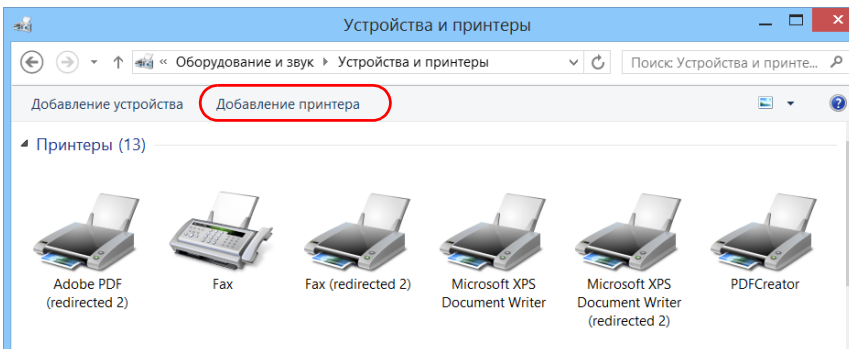 Устройства и принтеры
« Оборудование и звук Устройства и принтеры
Поиск: Устройства и принте...
Добавление устройства Добавление принтера
Принтеры (13)
Adobe PDF
(redirected 2)
Fax
Fax (redirected 2)
Microsoft XPS
Document Writer
Microsoft XPS
Document Writer
(redirected 2)
PDFCreator